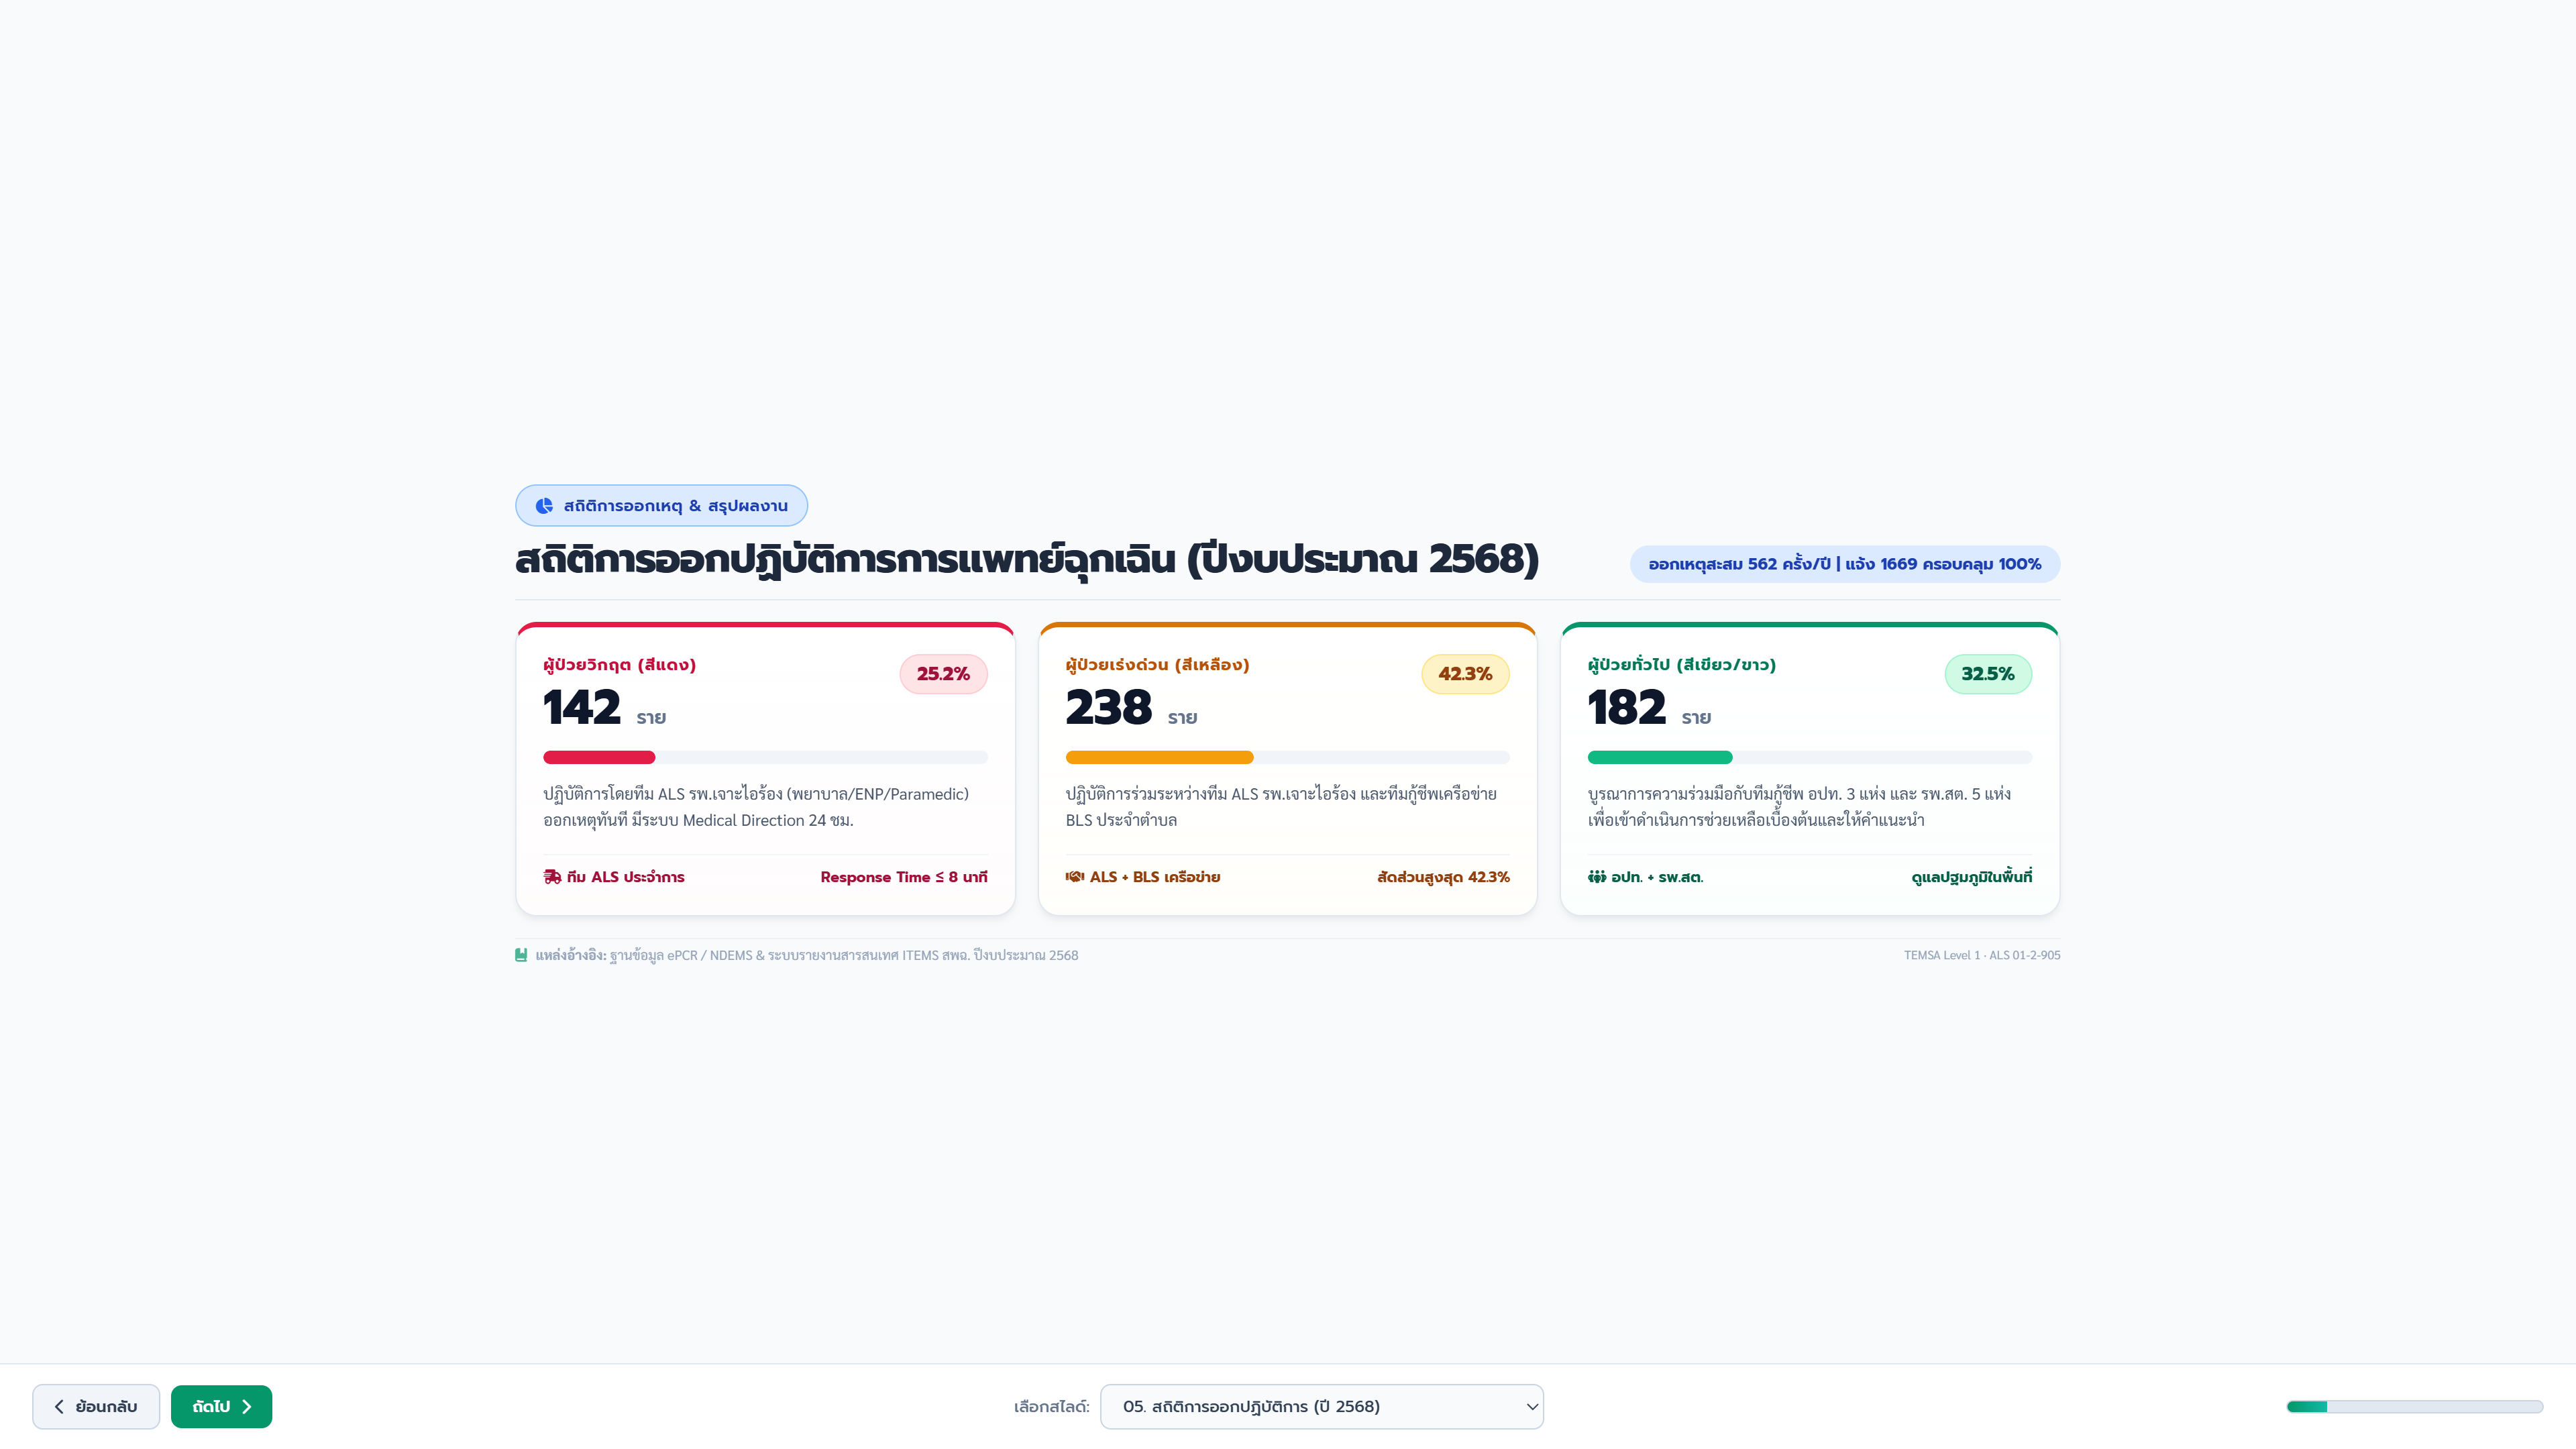 สถิติการออกเหตุ & สรุปผลงาน
สถิติการออกปฏิบัติการการแพทย์ฉุกเฉิน (ปีงบประมาณ 2568)
ออกเหตุสะสม 562 ครั้ง/ปี | แจ้ง 1669 ครอบคลุม 100%
ผู้ป่วยวิกฤต (สีแดง)
25.2%
142 ราย
ปฏิบัติการโดยทีม ALS รพ.เจาะไอร้อง (พยาบาล/ENP/Paramedic)
ออกเหตุทันที มีระบบ Medical Direction 24 ชม.
ทีม ALS ประจำการ
Response Time ≤ 8 นาที
ผู้ป่วยเร่งด่วน (สีเหลือง)
42.3%
238 ราย
ปฏิบัติการร่วมระหว่างทีม ALS รพ.เจาะไอร้อง และทีมกู้ชีพเครือข่าย
BLS ประจำตำบล
ALS + BLS เครือข่าย
สัดส่วนสูงสุด 42.3%
ผู้ป่วยทั่วไป (สีเขียว/ขาว)
32.5%
182 ราย
บูรณาการความร่วมมือกับทีมกู้ชีพ อปท. 3 แห่ง และ รพ.สต. 5 แห่ง
เพื่อเข้าดำเนินการช่วยเหลือเบื้องต้นและให้คำแนะนำ
อปท. + รพ.สต.
ดูแลปฐมภูมิในพื้นที่
แหล่งอ้างอิง: ฐานข้อมูล ePCR / NDEMS & ระบบรายงานสารสนเทศ ITEMS สพฉ. ปีงบประมาณ 2568
TEMSA Level 1 · ALS 01-2-905
ย้อนกลับ
ถัดไป
เลือกสไลด์:
05. สถิติการออกปฏิบัติการ (ปี 2568)